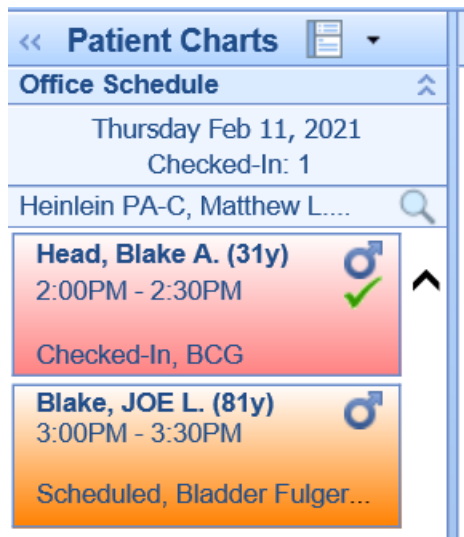 << Patient Charts
Office Schedule
Thursday Feb 11, 2021
Checked-In: 1
Heinlein PA-C, Matthew L....
Head, Blake A. (31y)
2:00PM - 2:30PM
Checked-In, BCG
Blake, JOE L. (81y)
3:00PM - 3:30PM
Scheduled, Bladder Fulger...